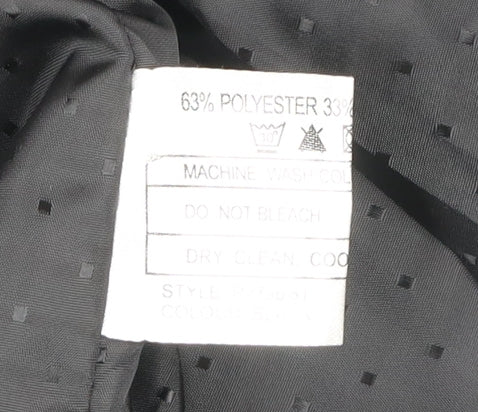 63% POLYESTER 33%
MACHINE WASH COL
DO NOT BLEACH
DRY CLEAN, COO
STYLE
COLOUR